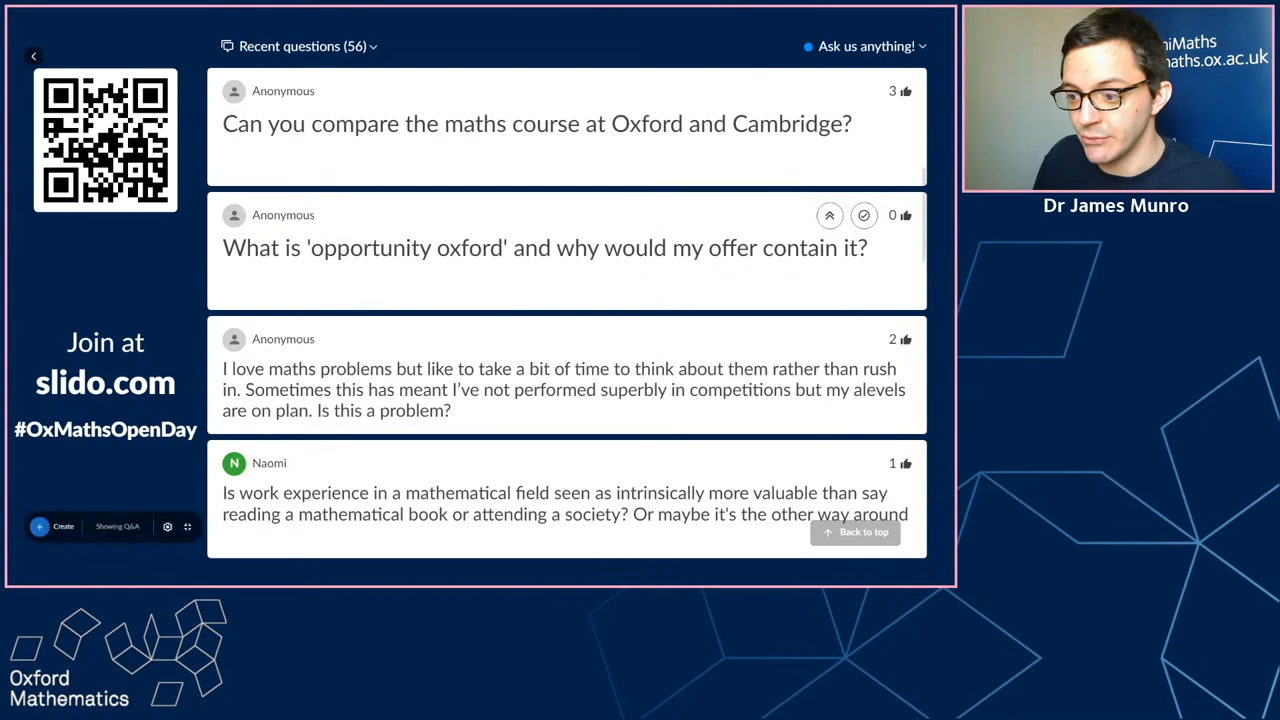 Recent questions (56)
Ask us anything!
Anonymous
3
Can you compare the maths course at Oxford and Cambridge?
Anonymous
0
What is 'opportunity oxford' and why would my offer contain it?
Anonymous
2
I love maths problems but like to take a bit of time to think about them rather than rush
in. Sometimes this has meant I've not performed superbly in competitions but my alevels
are on plan. Is this a problem?
N
Naomi
1
Is work experience in a mathematical field seen as intrinsically more valuable than say
reading a mathematical book or attending a society? Or maybe it's the other way around
Back to top
Join at
slido.com
#OxMathsOpenDay
Create
Showing Q&A
niMaths
maths.ox.ac.uk
Dr James Munro
Oxford
Mathematics